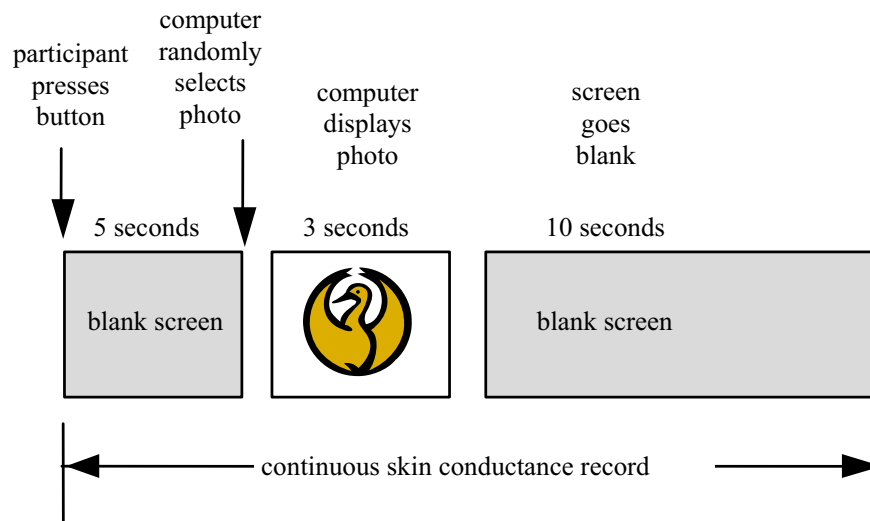 participant
presses
button
computer
randomly
selects
photo
computer
displays
photo
screen
goes
blank
5 seconds
3 seconds
10 seconds
blank screen
blank screen
continuous skin conductance record